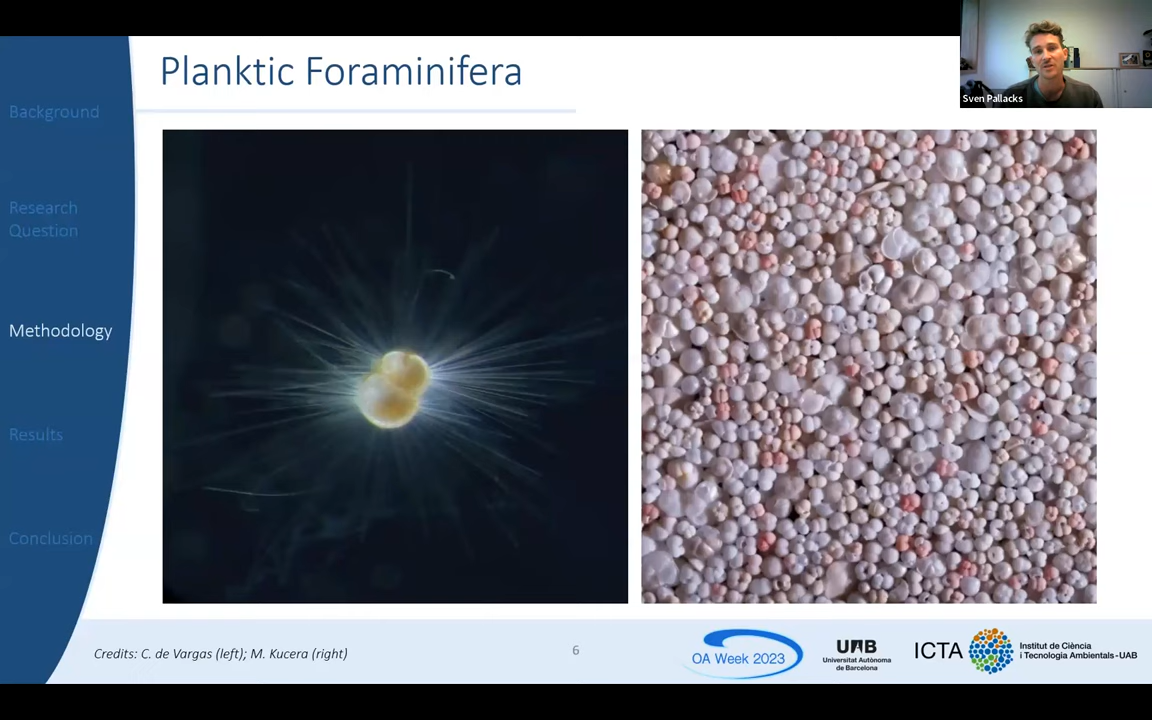 Planktic Foraminifera
Sven Pallacks
Background
Research
Question
Methodology
Results
Conclusion
Credits: C. de Vargas (left); M. Kucera (right)
6
OA Week 2023
UAB
Universitat Autònoma
de Barcelona
ICTA
Institut de Ciència
i Tecnologia Ambientals-UAB